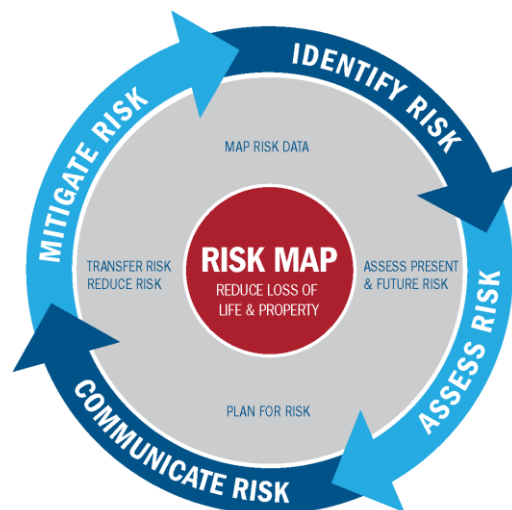 IDENTIFY RISK
MITIGATE RISK
MAP RISK DATA
TRANSFER RISK
REDUCE RISK
RISK MAP
REDUCE LOSS OF
LIFE & PROPERTY
ASSESS PRESENT
& FUTURE RISK
ASSESS RISK
PLAN FOR RISK
COMMUNICATE RISK